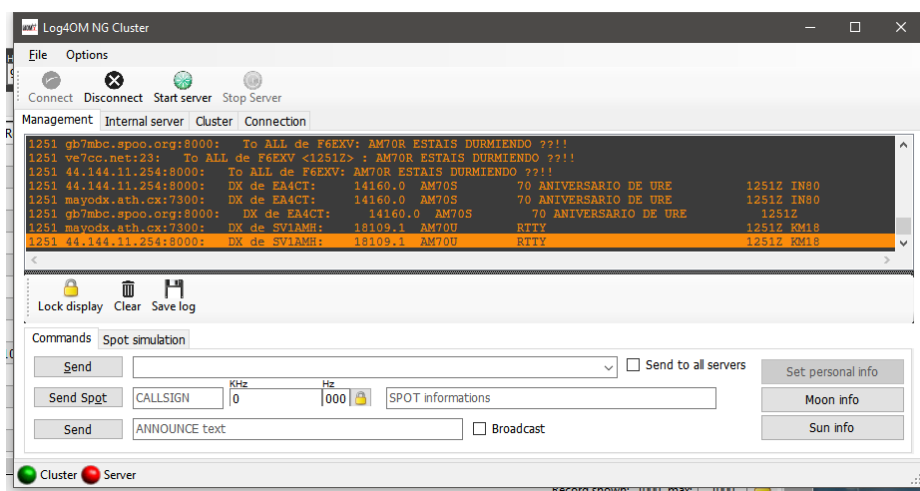 Log4OM NG Cluster
File Options
Connect Disconnect Start server Stop Server
Management Internal server Cluster Connection
1251 gb7mbc.spoo.org:8000: To ALL de F6EXV: AM70R ESTAIS DURMIENDO ??!!
1251 ve7cc.net:23: To ALL de F6EXV <1251Z> : AM70R ESTAIS DURMIENDO ??!!
1251 44.144.11.254:8000: To ALL de F6EXV: AM70R ESTAIS DURMIENDO ??!!
1251 44.144.11.254:8000: DX de EA4CT: 14160.0 AM70S 70 ANIVERSARIO DE URE 1251Z IN80
1251 mayodx.ath.cx:7300: DX de EA4CT: 14160.0 AM70S 70 ANIVERSARIO DE URE 1251Z IN80
1251 gb7mbc.spoo.org:8000: DX de EA4CT: 14160.0 AM70S 70 ANIVERSARIO DE URE 1251Z
1251 mayodx.ath.cx:7300: DX de SV1AMH: 18109.1 AM70U RTTY 1251Z KM18
1251 44.144.11.254:8000: DX de SV1AMH: 18109.1 AM70U RTTY 1251Z KM18
Lock display Clear Save log
Commands Spot simulation
Send Send to all servers Set personal info
KHz Hz
Send Spot CALLSIGN 0 000 SPOT informations Moon info
Send ANNOUNCE text Broadcast Sun info
Cluster Server